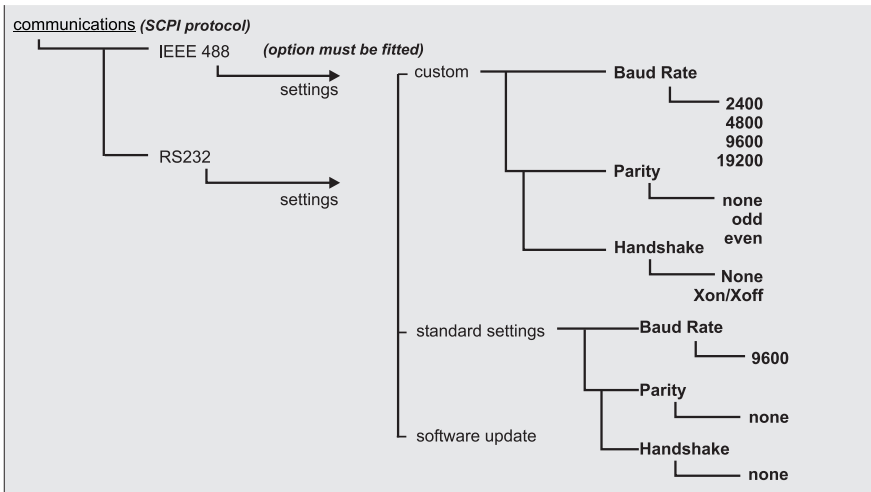 communications (SCPI protocol)
IEEE 488 (option must be fitted)
settings
RS232
settings
custom
Baud Rate
2400
4800
9600
19200
Parity
none
odd
even
Handshake
None
Xon/Xoff
standard settings
Baud Rate
9600
Parity
none
Handshake
none
software update